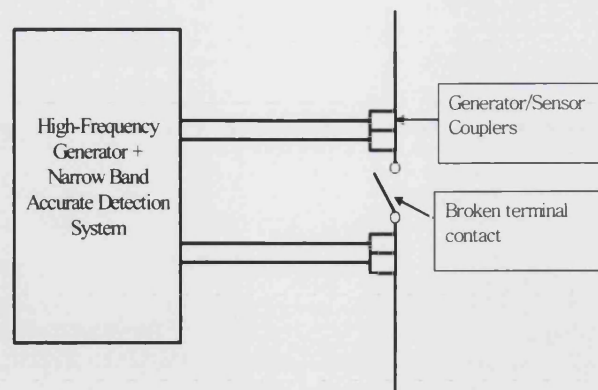 High-Frequency
Generator +
Narrow Band
Accurate Detection
System
Generator/Sensor
Couplers
Broken terminal
contact